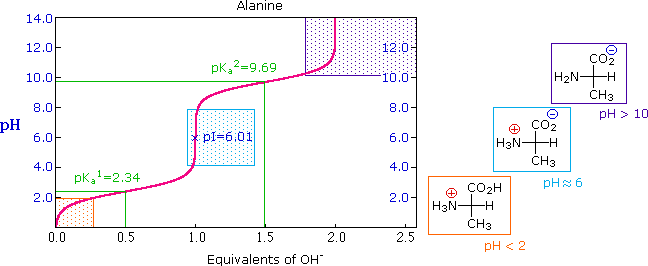 Alanine
14.0
12.0
10.0
8.0
6.0
4.0
2.0
pH
12.0
10.0
8.0
6.0
4.0
2.0
pKa2=9.69
pI=6.01
pKa1=2.34
0.0 0.5 1.0 1.5 2.0 2.5
Equivalents of OH-
CO2 −
H2N H
CH3
pH > 10
+ CO2 −
H3N H
CH3
pH ≈ 6
+ CO2H
H3N H
CH3
pH < 2